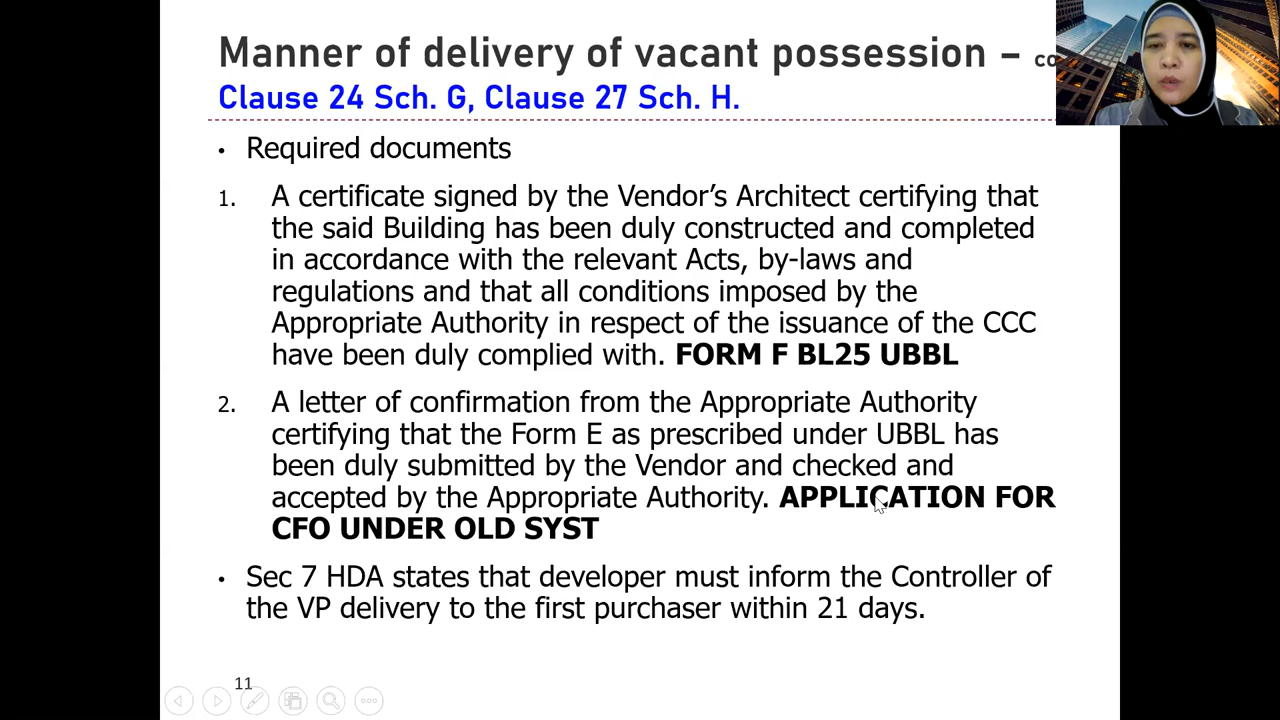 Manner of delivery of vacant possession –
Clause 24 Sch. G, Clause 27 Sch. H.
• Required documents
1. A certificate signed by the Vendor’s Architect certifying that
the said Building has been duly constructed and completed
in accordance with the relevant Acts, by-laws and
regulations and that all conditions imposed by the
Appropriate Authority in respect of the issuance of the CCC
have been duly complied with. FORM F BL25 UBBL
2. A letter of confirmation from the Appropriate Authority
certifying that the Form E as prescribed under UBBL has
been duly submitted by the Vendor and checked and
accepted by the Appropriate Authority. APPLICATION FOR
CFO UNDER OLD SYST
• Sec 7 HDA states that developer must inform the Controller of
the VP delivery to the first purchaser within 21 days.
11